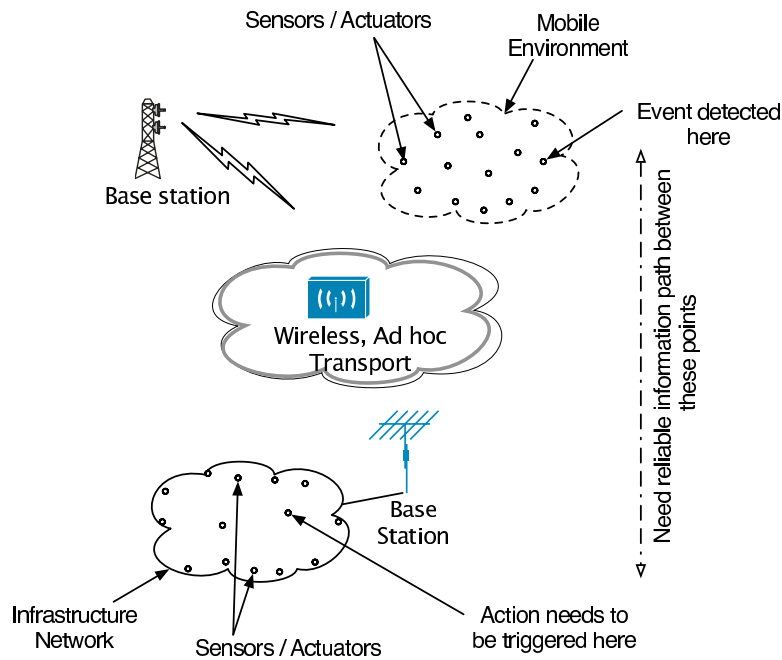 Sensors / Actuators
Mobile
Environment
Event detected
here
Base station
Need reliable information path between
these points
Wireless, Ad hoc
Transport
Base
Station
Infrastructure
Network
Sensors / Actuators
Action needs to
be triggered here